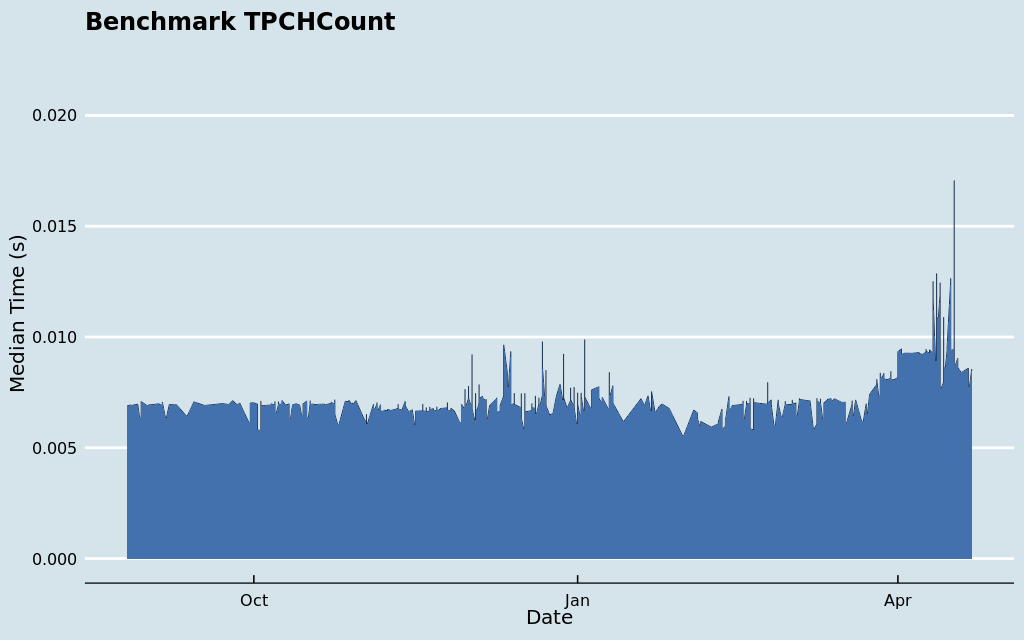 Benchmark TPCHCount
Median Time (s)
0.020
0.015
0.010
0.005
0.000
Oct
Jan
Apr
Date